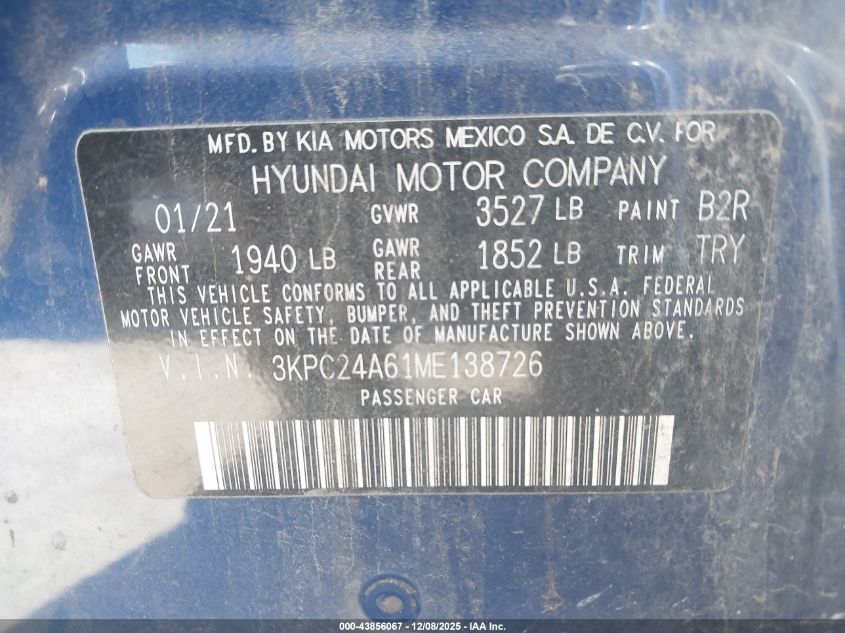 MFD. BY KIA MOTORS MEXICO S.A. DE C.V. FOR
HYUNDAI MOTOR COMPANY
01/21 GVWR 3527 LB PAINT B2R
GAWR FRONT 1940 LB GAWR REAR 1852 LB TRIM TRY
THIS VEHICLE CONFORMS TO ALL APPLICABLE U.S.A. FEDERAL
MOTOR VEHICLE SAFETY, BUMPER, AND THEFT PREVENTION STANDARDS
IN EFFECT ON THE DATE OF MANUFACTURE SHOWN ABOVE.
V.I.N. 3KPC24A61ME138726
PASSENGER CAR
000-43856067 - 12/08/2025 - IAA Inc.